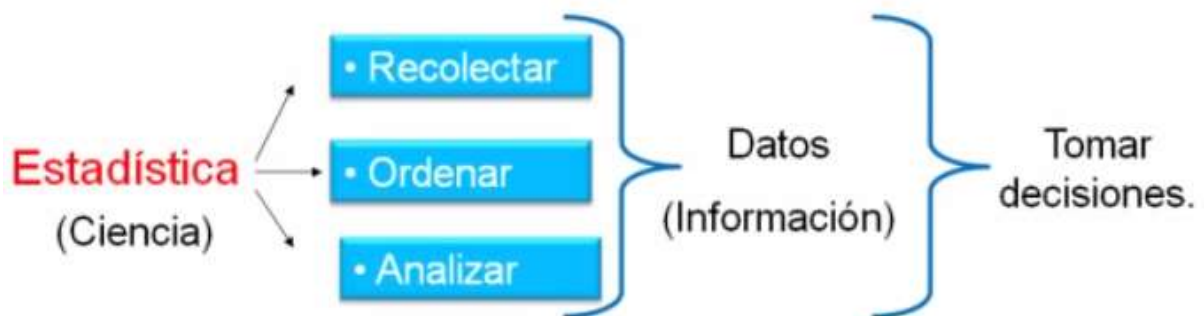 Estadística
(Ciencia)
• Recolectar
• Ordenar
• Analizar
Datos
(Información)
Tomar
decisiones.